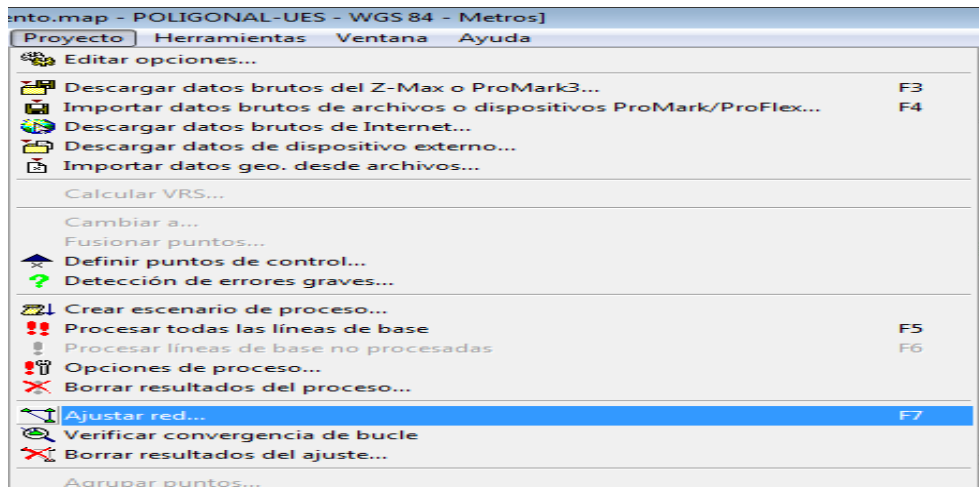 ento.map - POLIGONAL-UES - WGS 84 - Metros]
Proyecto Herramientas Ventana Ayuda
Editar opciones...
Descargar datos brutos del Z-Max o ProMark3... F3
Importar datos brutos de archivos o dispositivos ProMark/ProFlex... F4
Descargar datos brutos de Internet...
Descargar datos de dispositivo externo...
Importar datos geo. desde archivos...
Calcular VRS...
Cambiar a...
Fusionar puntos...
Definir puntos de control...
Detección de errores graves...
Crear escenario de proceso...
Procesar todas las líneas de base F5
Procesar líneas de base no procesadas F6
Opciones de proceso...
Borrar resultados del proceso...
Ajustar red... F7
Verificar convergencia de bucle
Borrar resultados del ajuste...
Agrupar puntos...